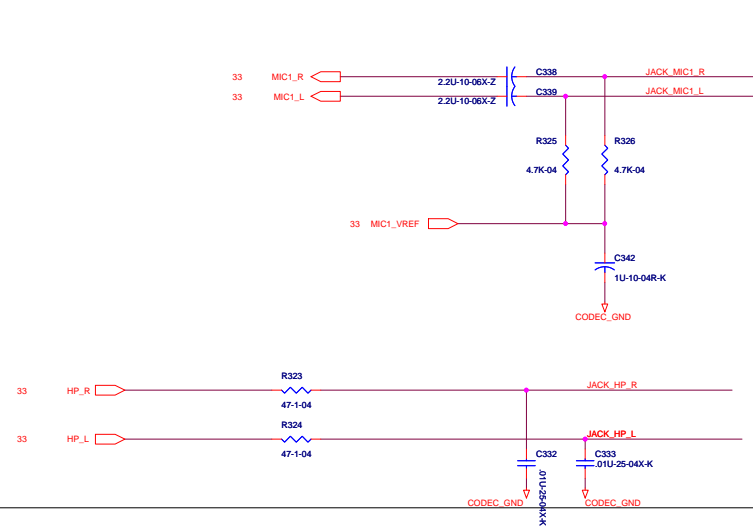 33 MIC1_R 2.2U-10-06X-Z C338 JACK_MIC1_R
33 MIC1_L 2.2U-10-06X-Z C339 JACK_MIC1_L
R325 R326
4.7K-04 4.7K-04
33 MIC1_VREF
C342
1U-10-04R-K
CODEC_GND
R323
33 HP_R JACK_HP_R
47-1-04
R324
33 HP_L JACK_HP_L
47-1-04
C332 C333
.01U-25-04X-K .01U-25-04X-K
CODEC_GND CODEC_GND